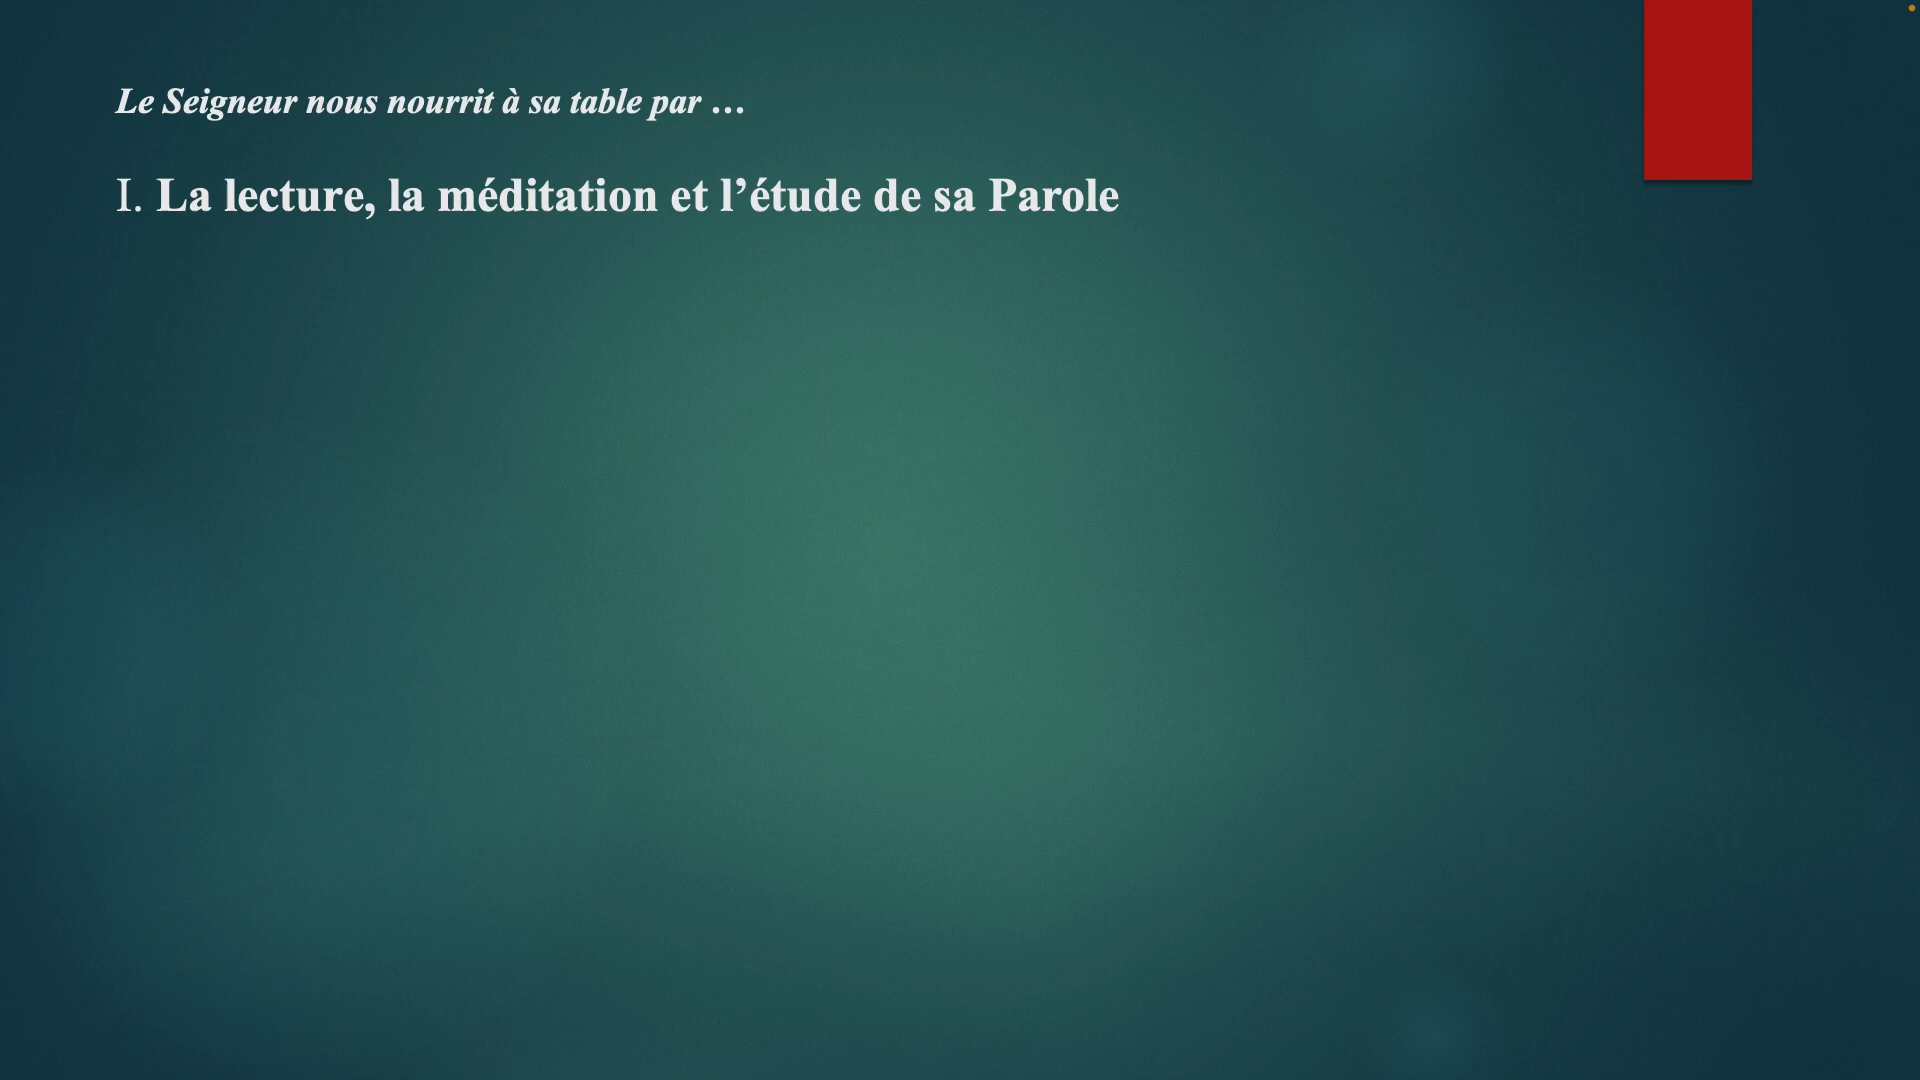 Le Seigneur nous nourrit à sa table par …
I. La lecture, la méditation et l’étude de sa Parole